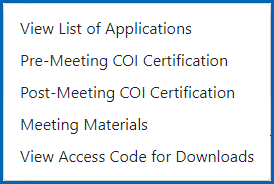 View List of Applications
Pre-Meeting COI Certification
Post-Meeting COI Certification
Meeting Materials
View Access Code for Downloads